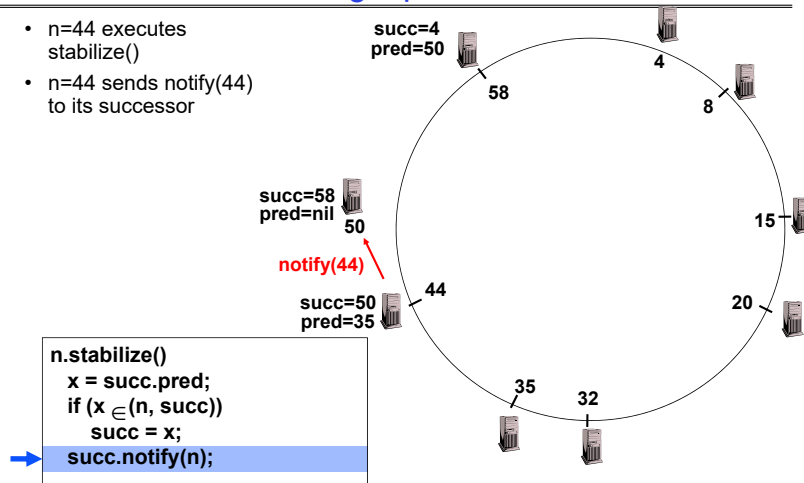 • n=44 executes
stabilize()
• n=44 sends notify(44)
to its successor
succ=4
pred=50
4
58
8
succ=58
pred=nil
50
15
notify(44)
succ=50
pred=35
44
20
n.stabilize()
x = succ.pred;
if (x ∈ (n, succ))
succ = x;
succ.notify(n);
35
32